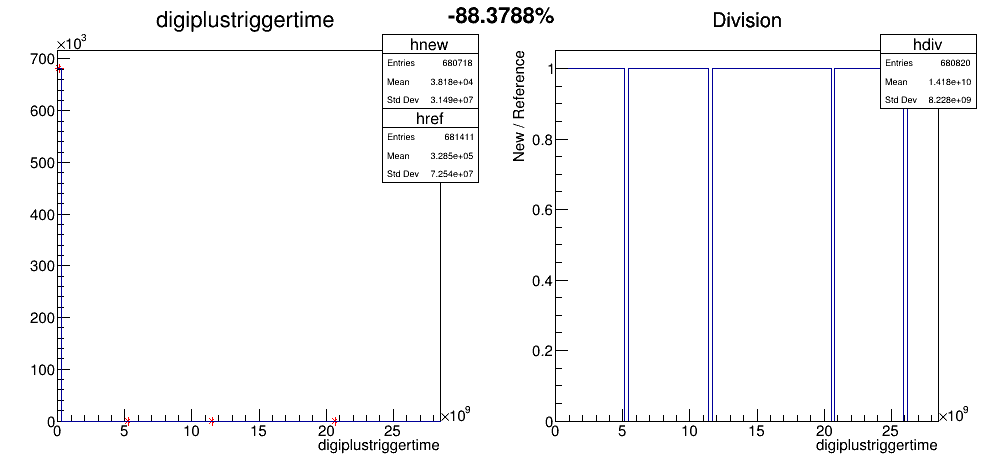 digiplustriggertime
-88.3788%
Division
×10³
700
600
500
400
300
200
100
0
0
5
10
15
20
25
×10⁹
digiplustriggertime
hnew
Entries 680718
Mean 3.818e+04
Std Dev 3.149e+07
href
Entries 681411
Mean 3.285e+05
Std Dev 7.254e+07
New / Reference
1
0.8
0.6
0.4
0.2
0
0
5
10
15
20
25
×10⁹
digiplustriggertime
hdiv
Entries 680820
Mean 1.418e+10
Std Dev 8.228e+09